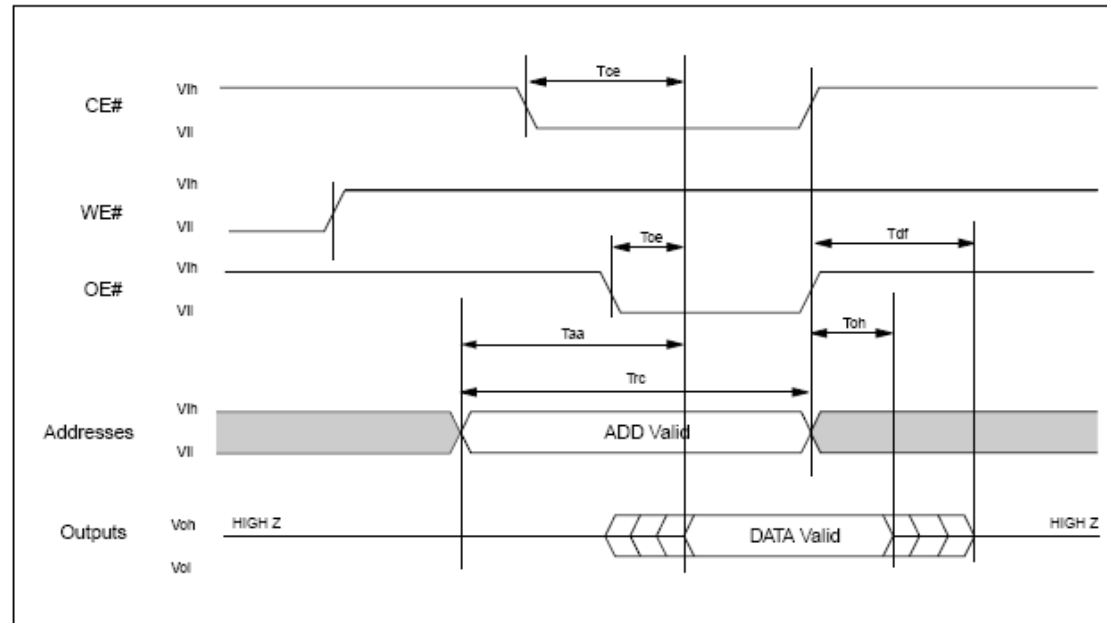 Tce
VIh
CE#
VIl
VIh
WE#
VIl
Toe
Tdf
VIh
OE#
VIl
Toh
Taa
Trc
VIh
Addresses
ADD Valid
VIl
Voh
HIGH Z
HIGH Z
Outputs
DATA Valid
Vol